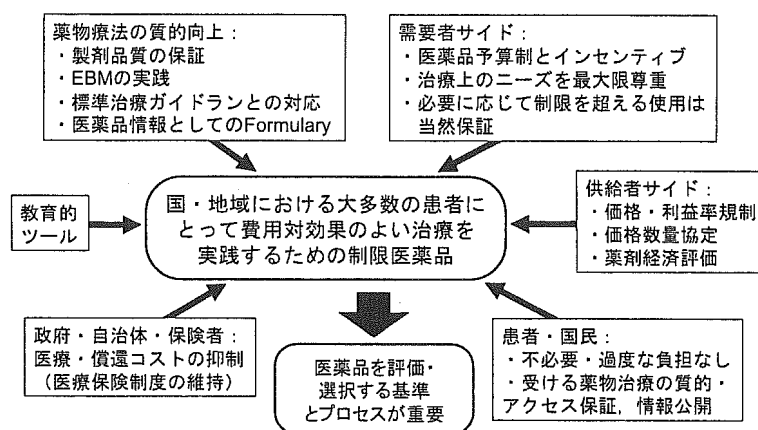 薬物療法の質的向上：
・製剤品質の保証
・EBMの実践
・標準治療ガイドランとの対応
・医薬品情報としてのFormulary
需要者サイド：
・医薬品予算制とインセンティブ
・治療上のニーズを最大限尊重
・必要に応じて制限を超える使用は
当然保証
教育的
ツール
国・地域における大多数の患者に
とって費用対効果のよい治療を
実践するための制限医薬品
供給者サイド：
・価格・利益率規制
・価格数量協定
・薬剤経済評価
政府・自治体・保険者：
医療・償還コストの抑制
（医療保険制度の維持）
医薬品を評価・
選択する基準
とプロセスが重要
患者・国民：
・不必要・過度な負担なし
・受ける薬物治療の質的・
アクセス保証，情報公開